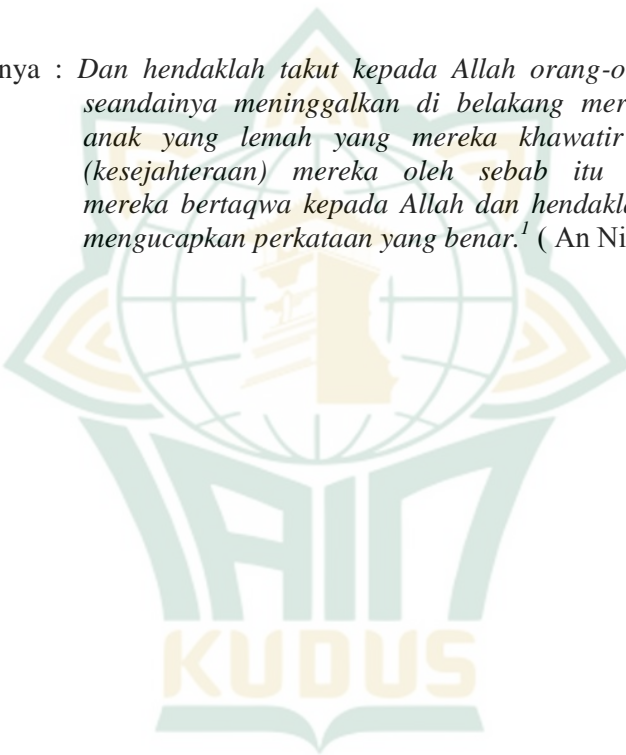 nya : Dan hendaklah takut kepada Allah orang-o
seandainya meninggalkan di belakang mer
anak yang lemah yang mereka khawatir
(kesejahteraan) mereka oleh sebab itu
mereka bertaqwa kepada Allah dan hendakla
mengucapkan perkataan yang benar.¹ ( An Ni
IAIN
KUDUS